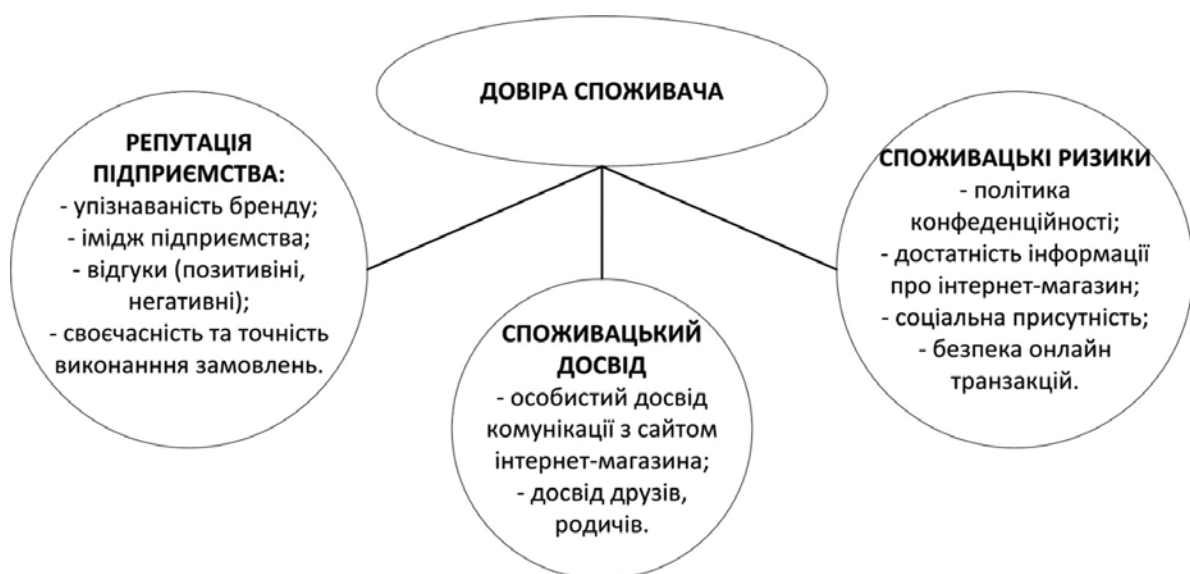 ДОВІРА СПОЖИВАЧА
РЕПУТАЦІЯ
ПІДПРИЄМСТВА:
- упізнаваність бренду;
- імідж підприємства;
- відгуки (позитивіні,
негативні);
- своєчасність та точність
виконанння замовлень.
СПОЖИВАЦЬКИЙ
ДОСВІД
- особистий досвід
комунікації з сайтом
інтернет-магазина;
- досвід друзів,
родичів.
СПОЖИВАЦЬКІ РИЗИКИ
- політика
конфеденційності;
- достатність інформації
про інтернет-магазин;
- соціальна присутність;
- безпека онлайн
транзакцій.